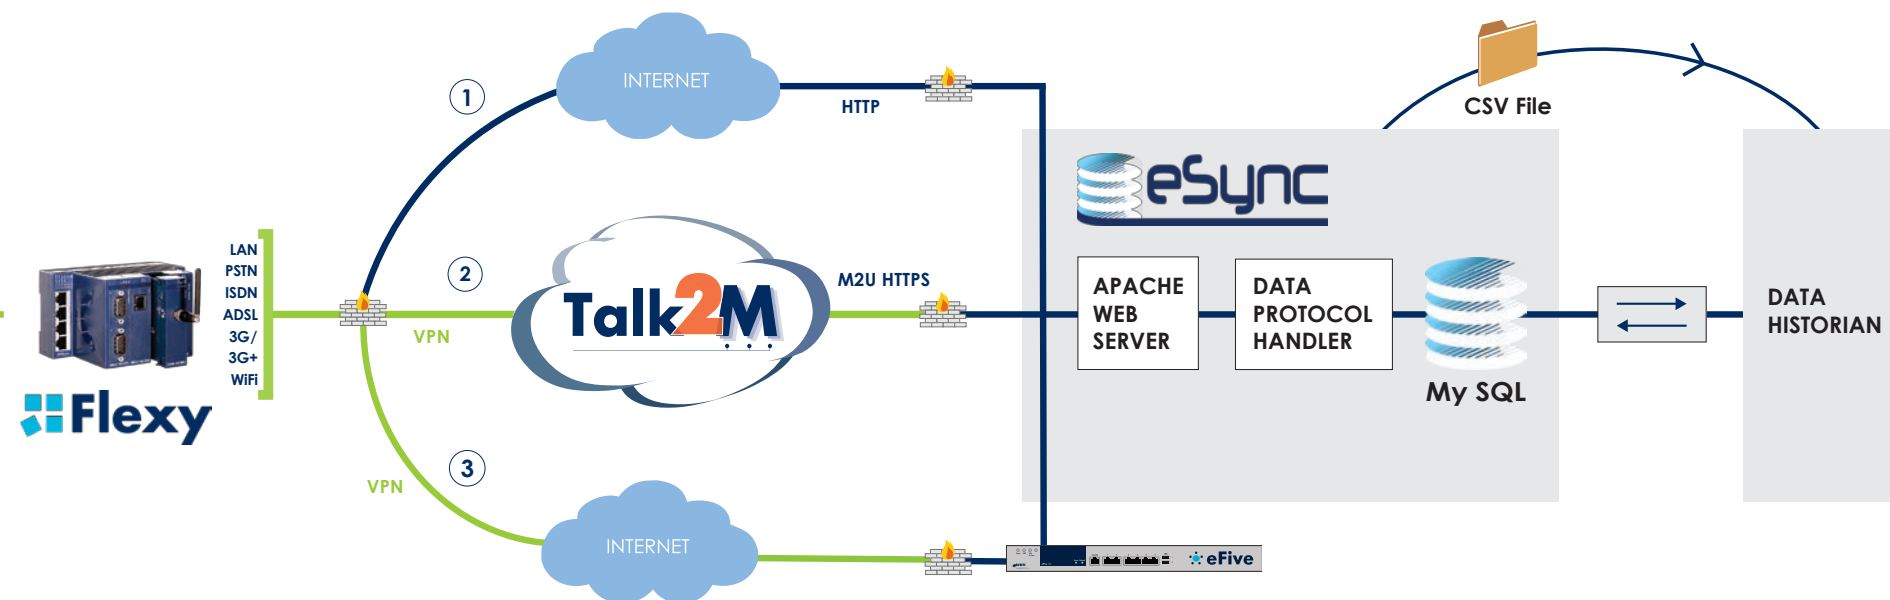 INTERNET
1
HTTP
CSV File
eSync
LAN
PSTN
ISDN
ADSL
3G/
3G+
WiFi
2
VPN
Talk2M
M2U HTTPS
APACHE
WEB
SERVER
DATA
PROTOCOL
HANDLER
My SQL
DATA
HISTORIAN
Flexy
3
VPN
INTERNET
eFive